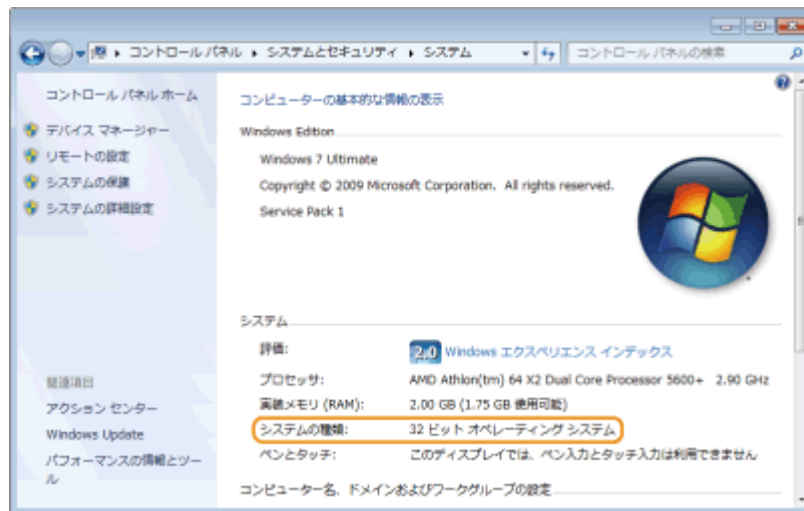 コントロール パネル ▸ システムとセキュリティ ▸ システム
コントロール パネルの検索
コントロール パネル ホーム
デバイス マネージャー
リモートの設定
システムの保護
システムの詳細設定
関連項目
アクション センター
Windows Update
パフォーマンスの情報とツー
ル
コンピューターの基本的な情報の表示
Windows Edition
Windows 7 Ultimate
Copyright © 2009 Microsoft Corporation. All rights reserved.
Service Pack 1
システム
評価: 2.0 Windows エクスペリエンス インデックス
プロセッサ: AMD Athlon(tm) 64 X2 Dual Core Processor 5600+ 2.90 GHz
実装メモリ (RAM): 2.00 GB (1.75 GB 使用可能)
システムの種類: 32 ビット オペレーティング システム
ペンとタッチ: このディスプレイでは、ペン入力とタッチ入力は利用できません
コンピューター名、ドメインおよびワークグループの設定